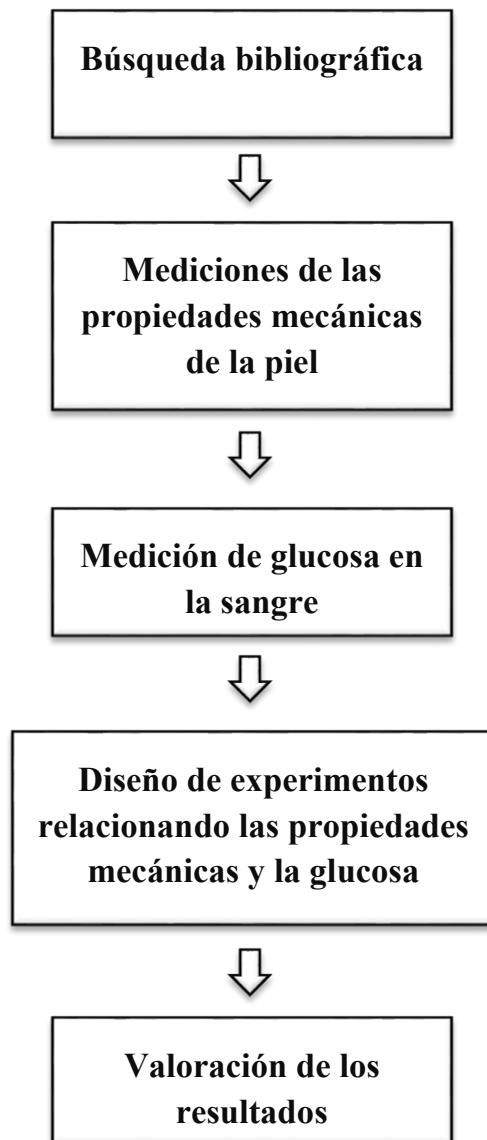 Búsqueda bibliográfica
Mediciones de las
propiedades mecánicas
de la piel
Medición de glucosa en
la sangre
Diseño de experimentos
relacionando las propiedades
mecánicas y la glucosa
Valoración de los
resultados